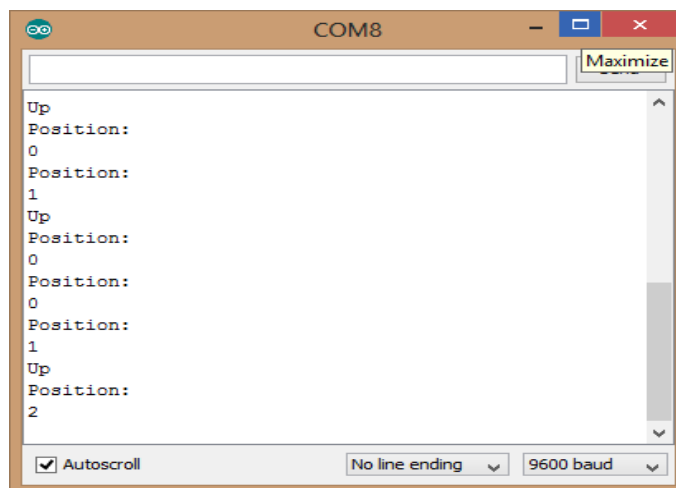 COM8
Maximize
Up
Position:
0
Position:
1
Up
Position:
0
Position:
0
Position:
1
Up
Position:
2
Autoscroll
No line ending
9600 baud